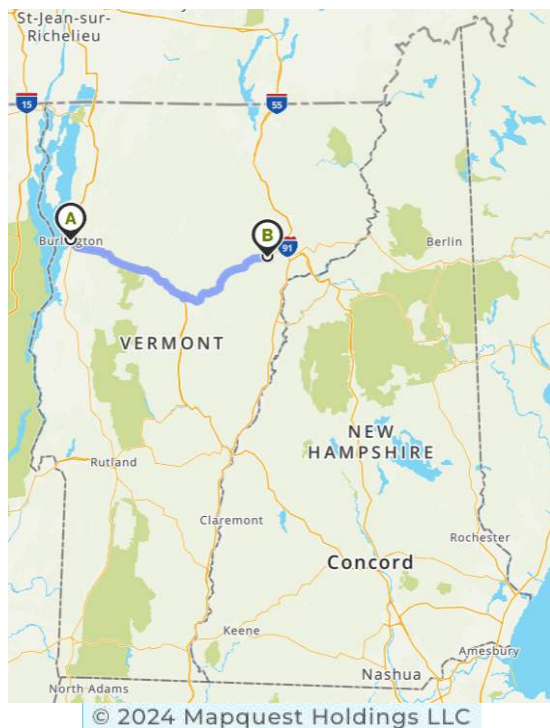 St-Jean-sur-
Richelieu
15
55
A
Burlington
B
91
Berlin
VERMONT
NEW
HAMPSHIRE
Rutland
Claremont
Rochester
Concord
Keene
Amesbury
Nashua
North Adams
© 2024 Mapquest Holdings LLC